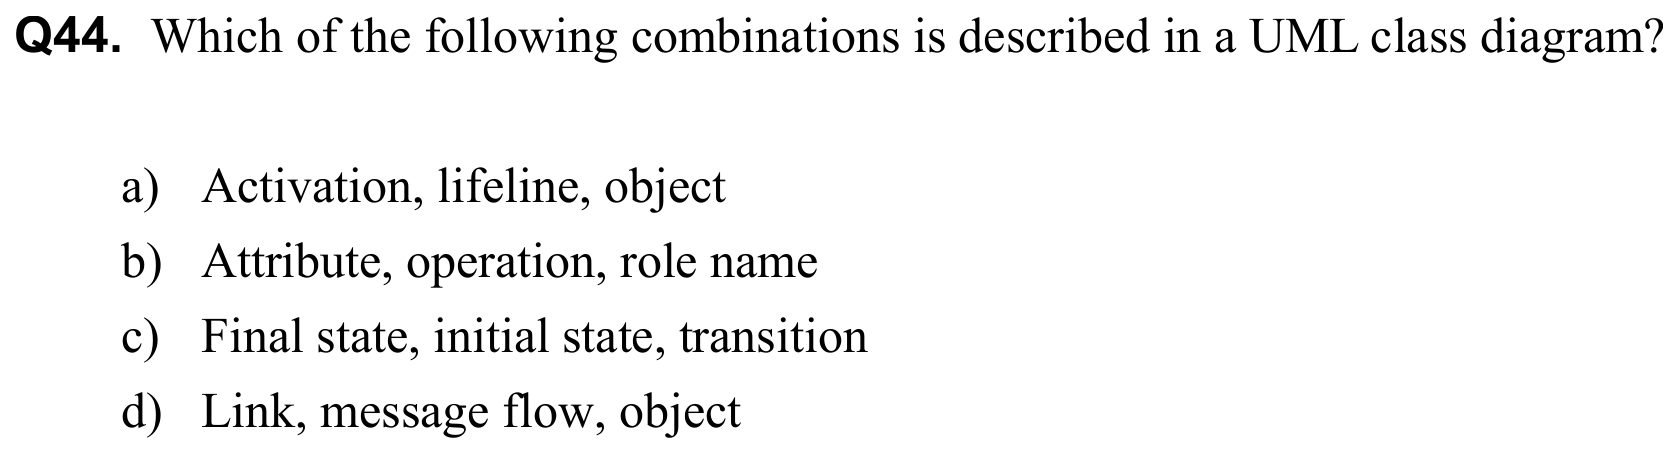 Q44. Which of the following combinations is described in a UML class diagram?
a) Activation, lifeline, object
b) Attribute, operation, role name
c) Final state, initial state, transition
d) Link, message flow, object